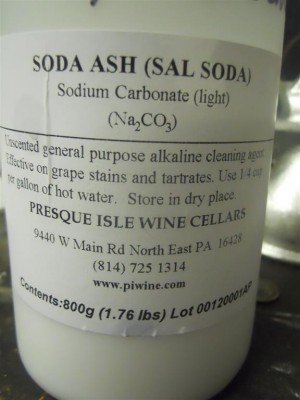 SODA ASH (SAL SODA)
Sodium Carbonate (light)
(Na₂CO₃)
Unscented general purpose alkaline cleaning agent
Effective on grape stains and tartrates. Use 1/4 cup
per gallon of hot water. Store in dry place.
PRESQUE ISLE WINE CELLARS
9440 W Main Rd North East PA 16428
(814) 725 1314
www.piwine.com
Contents:800g (1.76 lbs) Lot 00120001AP